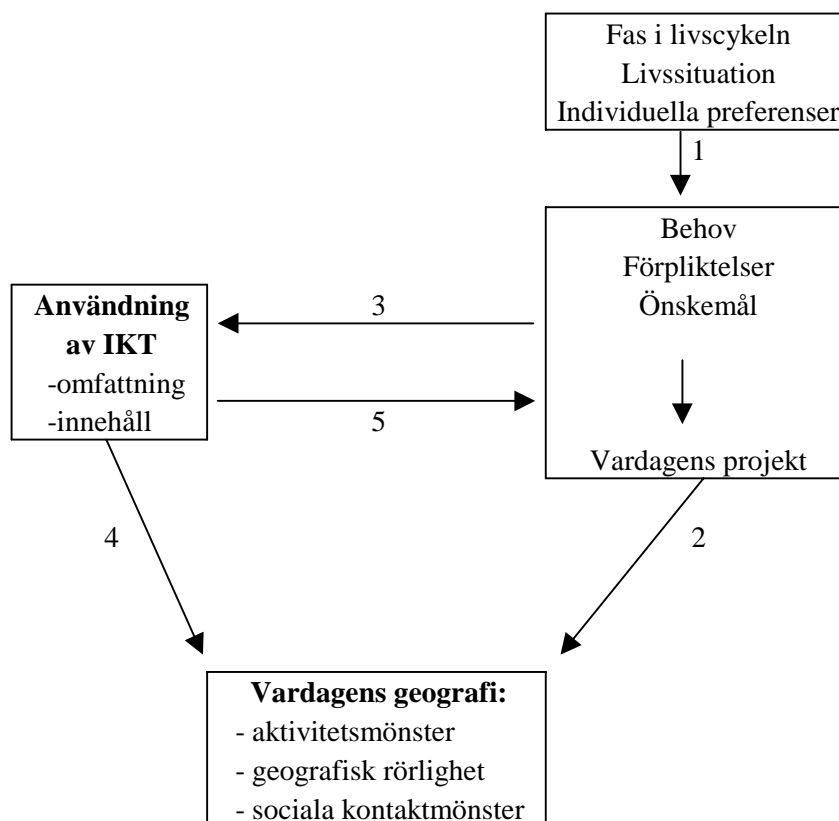 Fas i livscykeln
Livssituation
Individuella preferenser
1
Behov
Förpliktelser
Önskemål
Vardagens projekt
3
Användning
av IKT
-omfattning
-innehåll
5
4
2
Vardagens geografi:
- aktivitetsmönster
- geografisk rörlighet
- sociala kontaktmönster